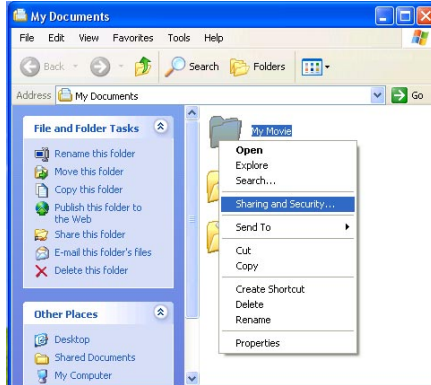 My Documents
File Edit View Favorites Tools Help
Back Search Folders
Address My Documents Go
File and Folder Tasks
Rename this folder
Move this folder
Copy this folder
Publish this folder to
the Web
Share this folder
E-mail this folder's files
Delete this folder
Other Places
Desktop
Shared Documents
My Computer
My Movie
Open
Explore
Search...
Sharing and Security...
Send To
Cut
Copy
Create Shortcut
Delete
Rename
Properties